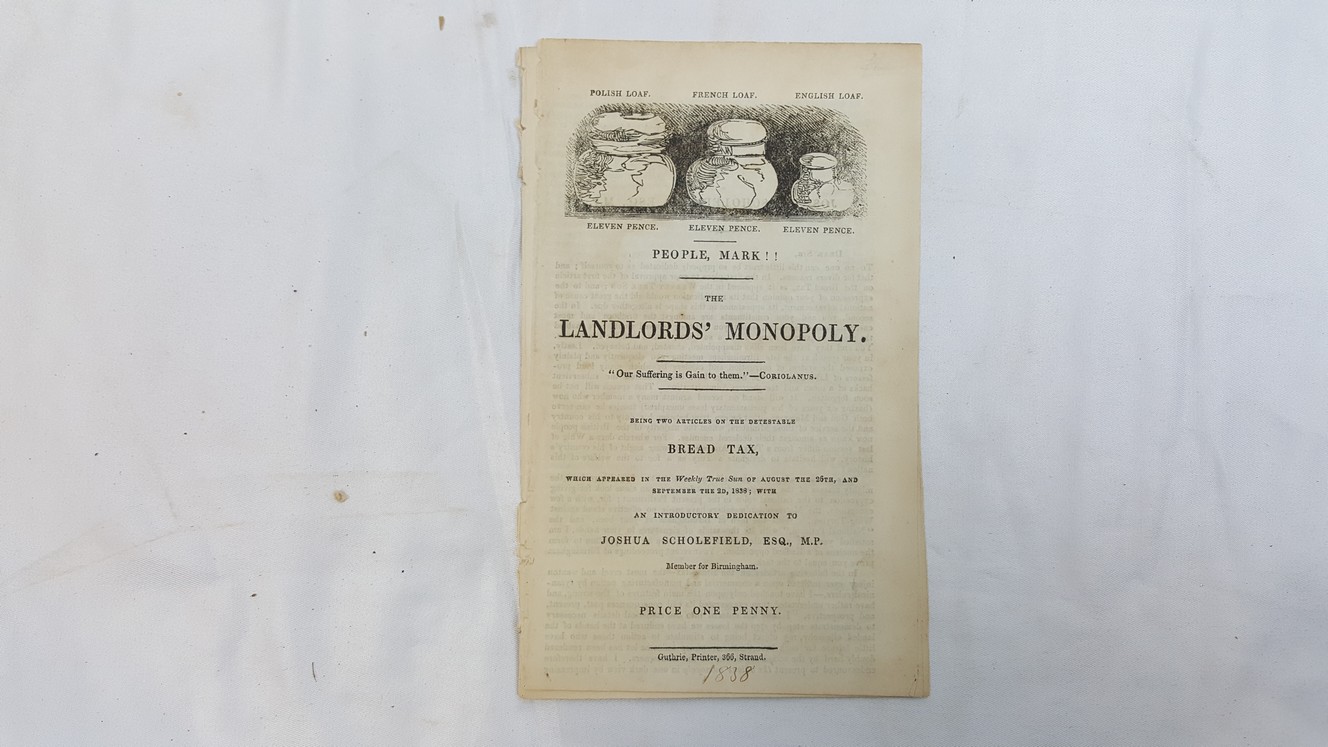 POLISH LOAF. FRENCH LOAF. ENGLISH LOAF.
ELEVEN PENCE. ELEVEN PENCE. ELEVEN PENCE.
PEOPLE, MARK!!
THE
LANDLORDS' MONOPOLY.
"Our Suffering is Gain to them."—CORIOLANUS.
BEING TWO ARTICLES ON THE DETESTABLE
BREAD TAX,
WHICH APPEARED IN THE Weekly True Sun OF AUGUST THE 26TH, AND
SEPTEMBER THE 2D, 1838; WITH
AN INTRODUCTORY DEDICATION TO
JOSHUA SCHOLEFIELD, ESQ., M.P.
Member for Birmingham.
PRICE ONE PENNY.
Guthrie, Printer, 366, Strand.
1838